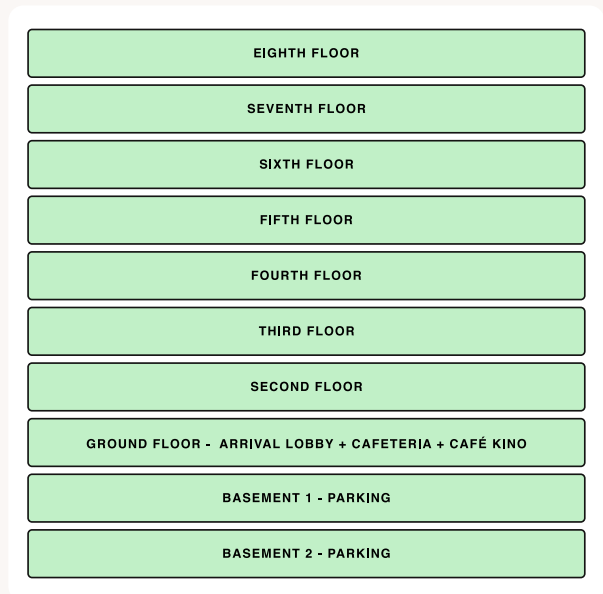 EIGHTH FLOOR
SEVENTH FLOOR
SIXTH FLOOR
FIFTH FLOOR
FOURTH FLOOR
THIRD FLOOR
SECOND FLOOR
GROUND FLOOR - ARRIVAL LOBBY + CAFETERIA + CAFÉ KINO
BASEMENT 1 - PARKING
BASEMENT 2 - PARKING